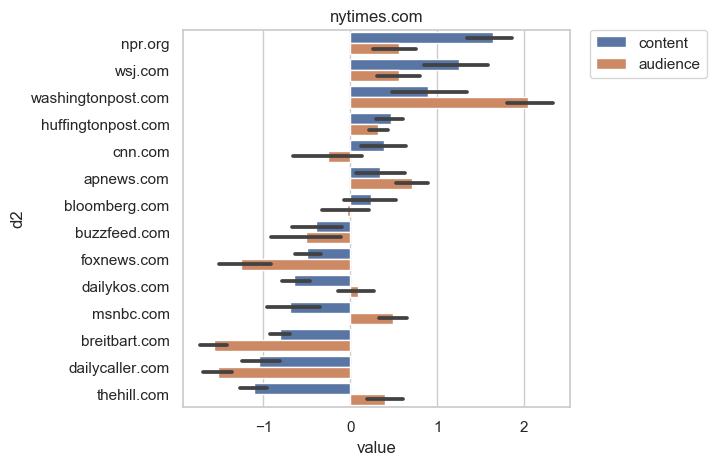 nytimes.com
content
audience
npr.org
wsj.com
washingtonpost.com
huffingtonpost.com
cnn.com
apnews.com
bloomberg.com
buzzfeed.com
foxnews.com
dailykos.com
msnbc.com
breitbart.com
dailycaller.com
thehill.com
d2
−1 0 1 2
value